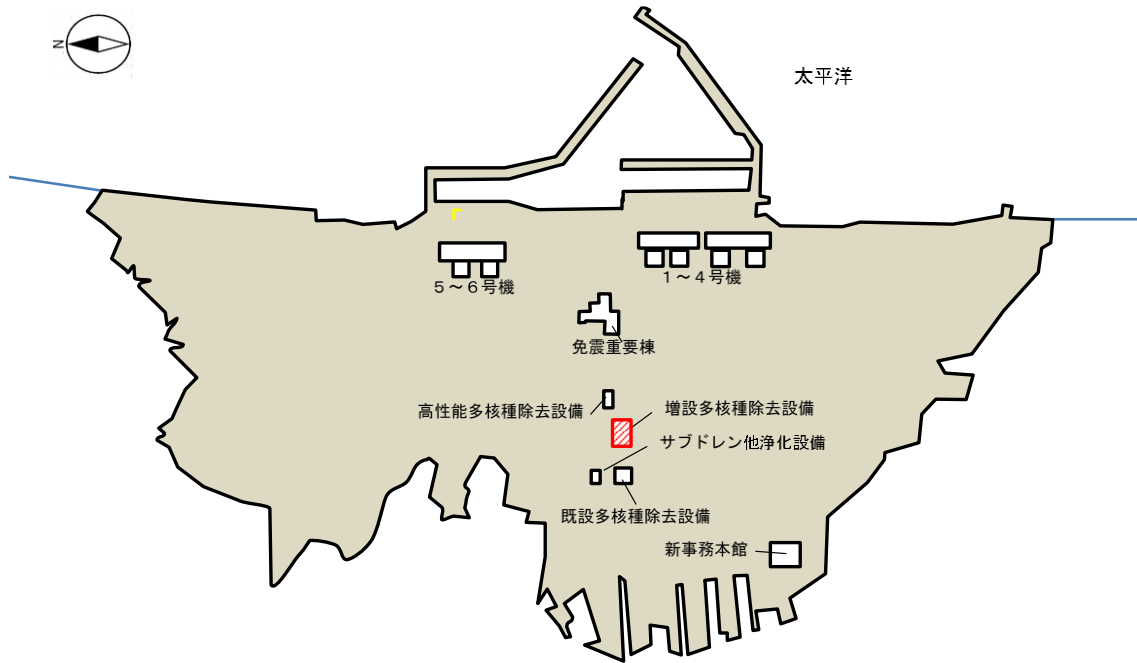 N
太平洋
５～６号機
１～４号機
免震重要棟
高性能多核種除去設備
増設多核種除去設備
サブドレン他浄化設備
既設多核種除去設備
新事務本館